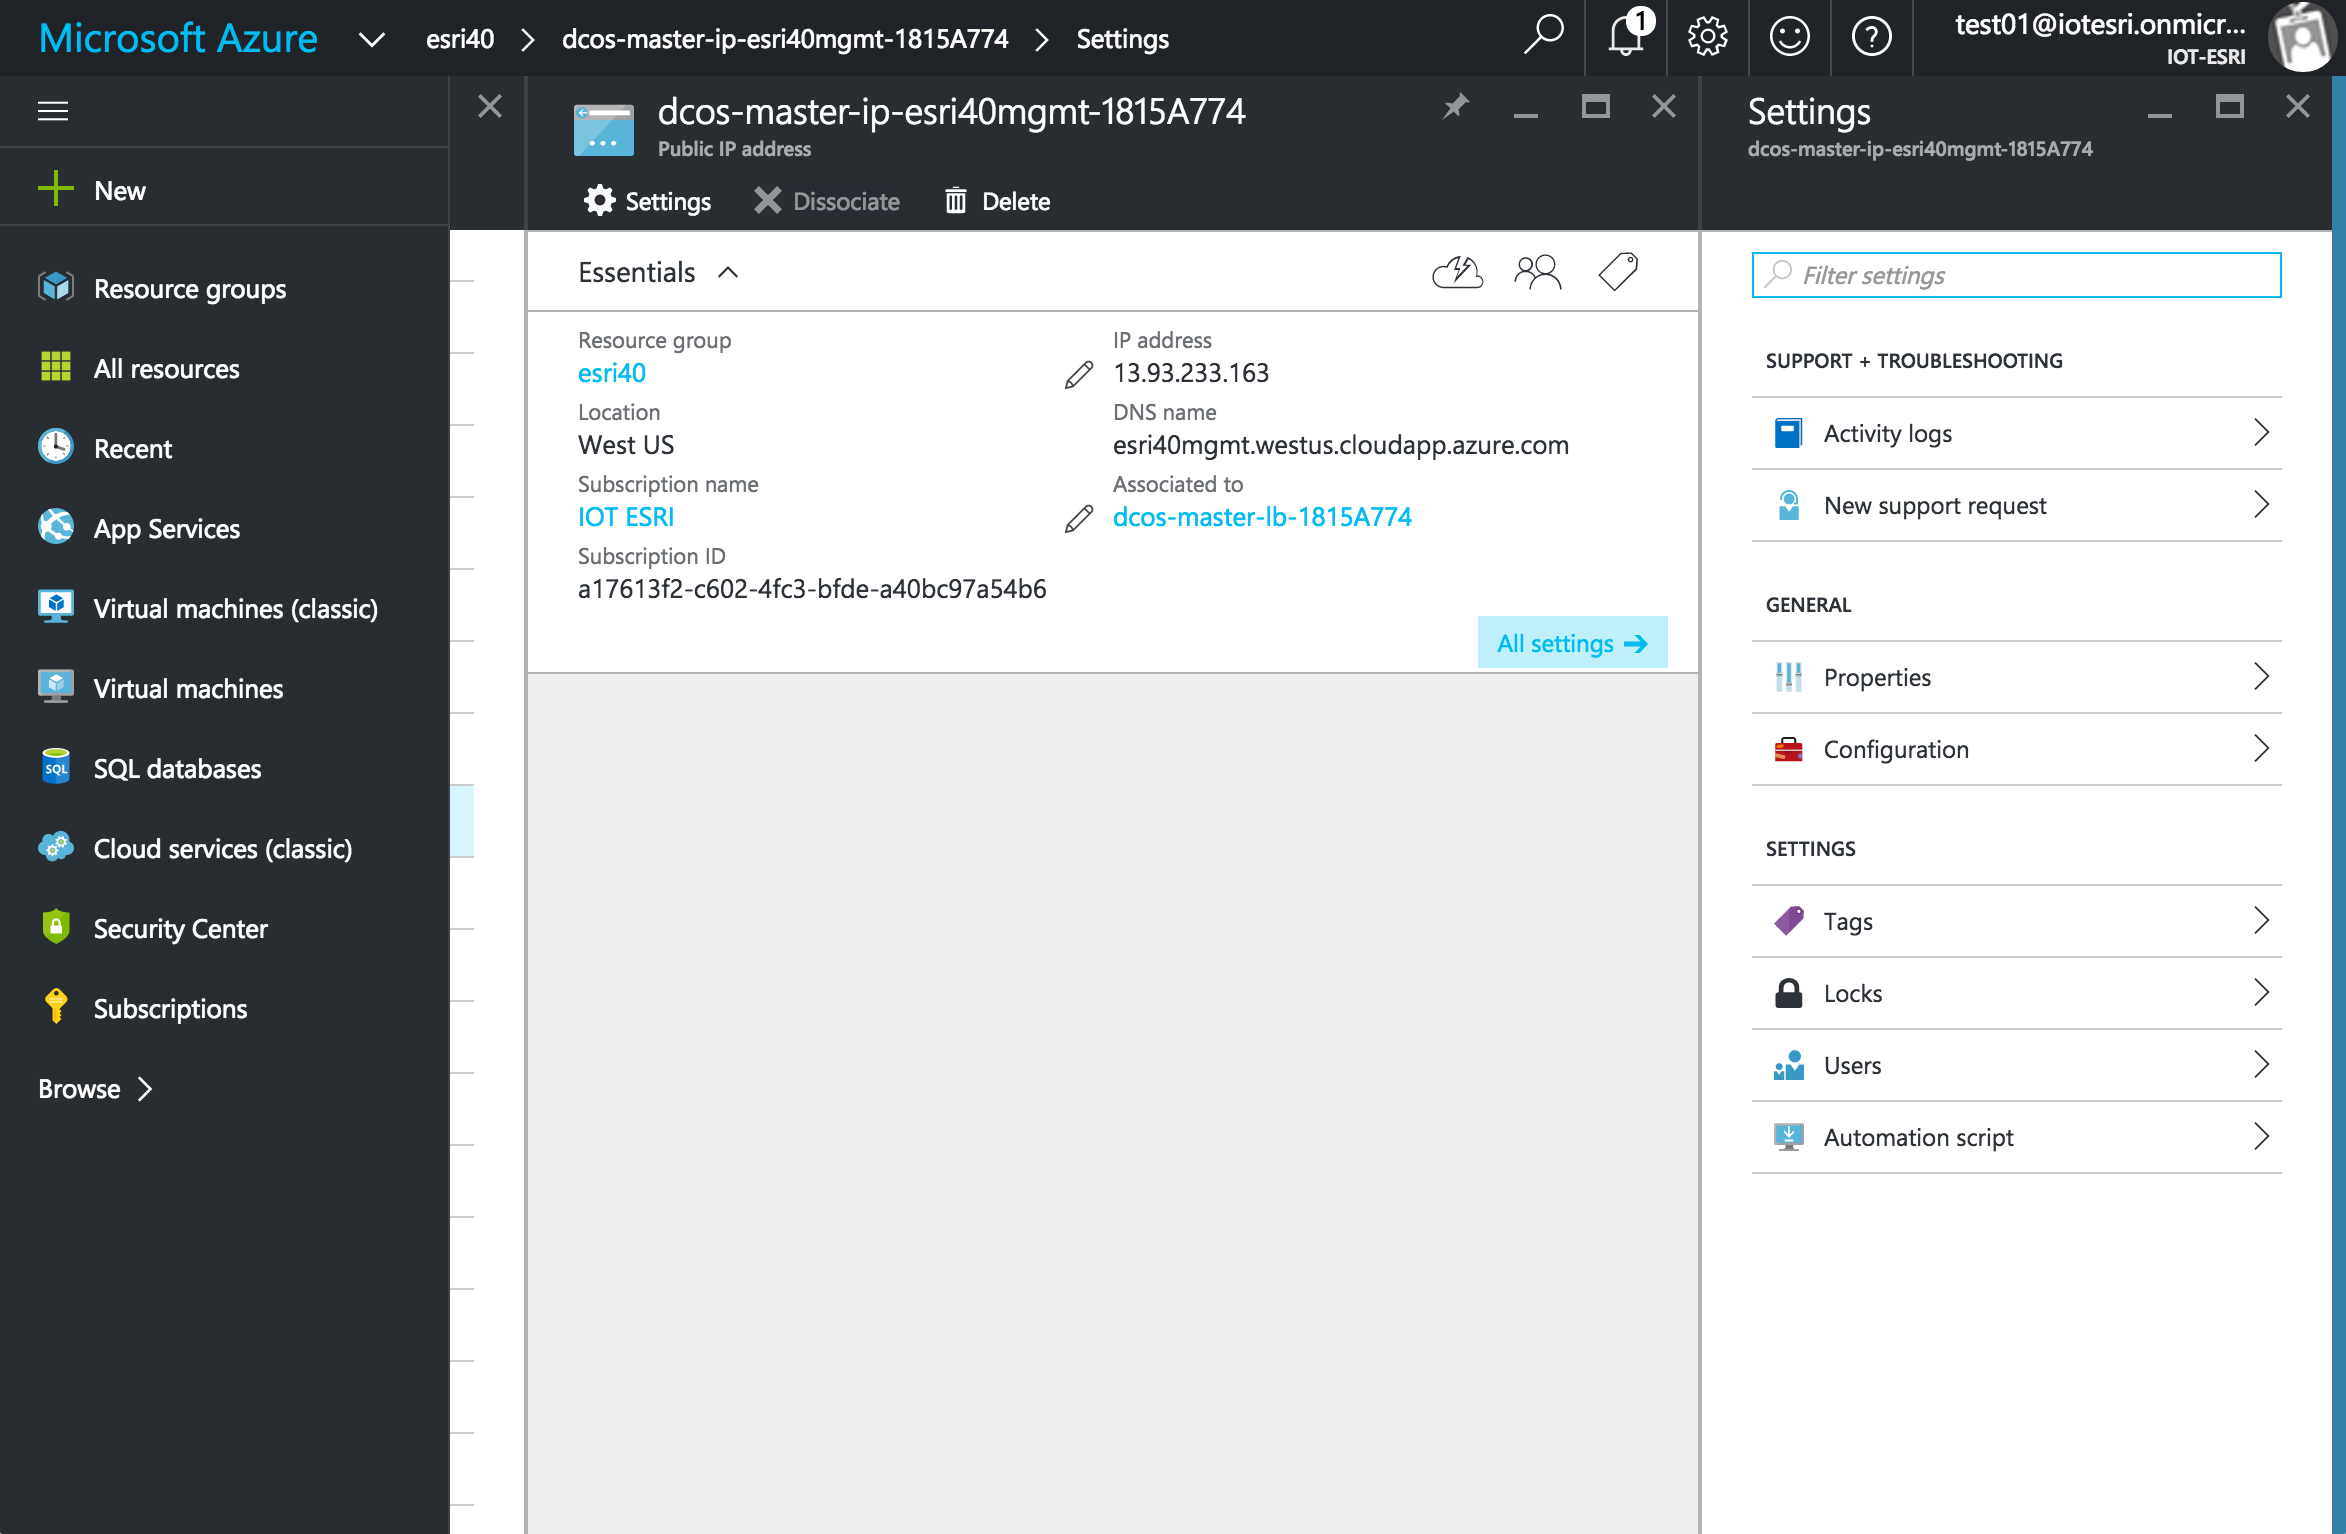 Microsoft Azure
esri40 > dcos-master-ip-esri40mgmt-1815A774 > Settings
1
test01@iotesri.onmicr...
IOT-ESRI
New
Resource groups
All resources
Recent
App Services
Virtual machines (classic)
Virtual machines
SQL
SQL databases
Cloud services (classic)
Security Center
Subscriptions
Browse >
dcos-master-ip-esri40mgmt-1815A774
Public IP address
Settings
Dissociate
Delete
Essentials
Resource group
esri40
Location
West US
Subscription name
IOT ESRI
Subscription ID
a17613f2-c602-4fc3-bfde-a40bc97a54b6
IP address
13.93.233.163
DNS name
esri40mgmt.westus.cloudapp.azure.com
Associated to
dcos-master-lb-1815A774
All settings →
Settings
dcos-master-ip-esri40mgmt-1815A774
Filter settings
SUPPORT + TROUBLESHOOTING
Activity logs
New support request
GENERAL
Properties
Configuration
SETTINGS
Tags
Locks
Users
Automation script